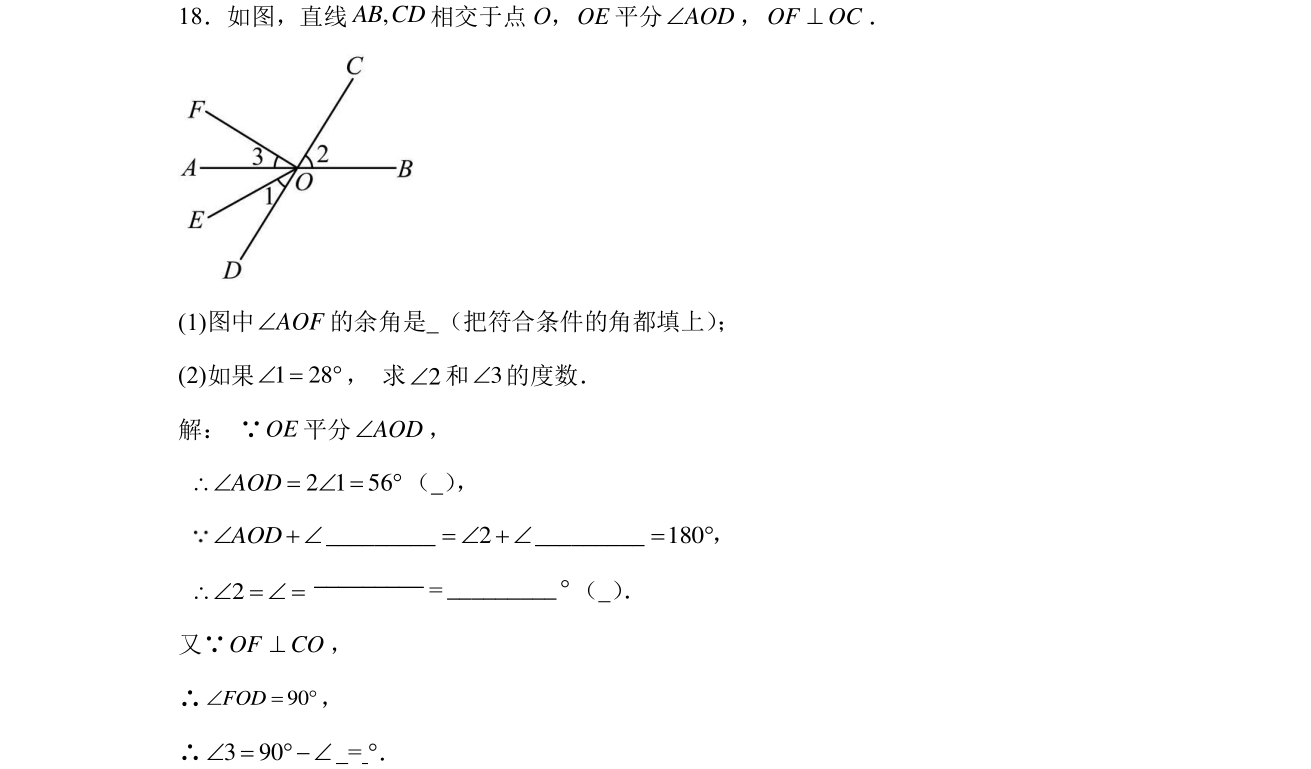 18．如图，直线AB,CD相交于点O，OE平分∠AOD，OF⊥OC．
C
F
3
2
A
B
O
1
E
D
(1)图中∠AOF的余角是_（把符合条件的角都填上）；
(2)如果∠1=28°， 求∠2和∠3的度数．
解： ∵OE平分∠AOD，
∴∠AOD=2∠1=56°（_），
∵∠AOD+∠_________=∠2+∠_________=180°，
∴∠2=∠=_________=_________°（_）．
又∵OF⊥CO，
∴∠FOD=90°，
∴∠3=90°−∠_=_°．